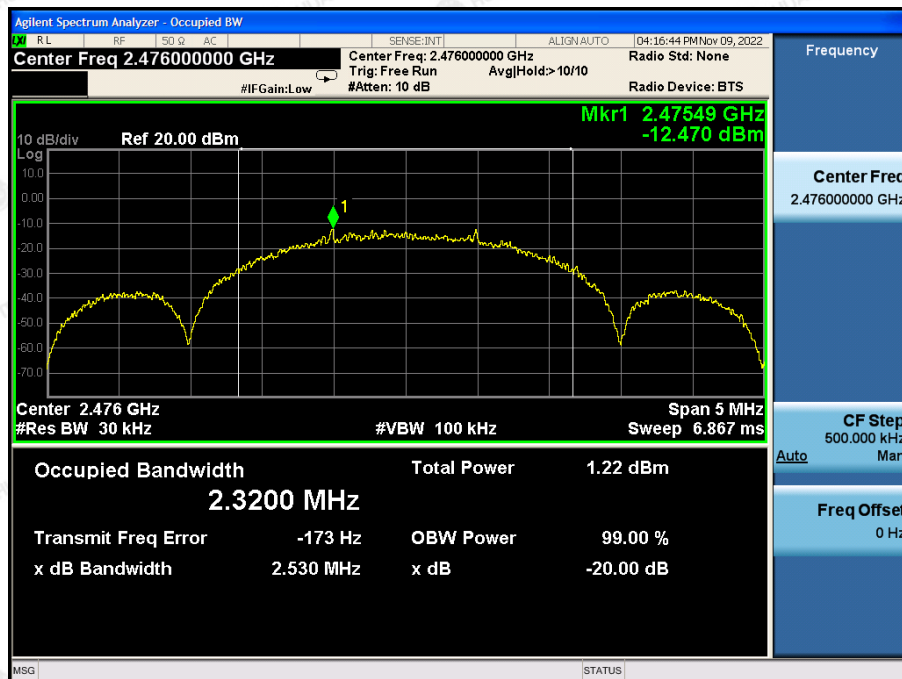 Agilent Spectrum Analyzer - Occupied BW
LXI RL RF 50 Ω AC SENSE:INT ALIGN AUTO 04:16:44 PM Nov 09, 2022
Center Freq 2.476000000 GHz Center Freq: 2.476000000 GHz Radio Std: None
Trig: Free Run Avg|Hold:>10/10
#IFGain:Low #Atten: 10 dB Radio Device: BTS
Mkr1 2.47549 GHz
-12.470 dBm
10 dB/div Ref 20.00 dBm
Log
10.0
0.00
-10.0
-20.0
-30.0
-40.0
-50.0
-60.0
-70.0
1
Center 2.476 GHz Span 5 MHz
#Res BW 30 kHz #VBW 100 kHz Sweep 6.867 ms
Occupied Bandwidth Total Power 1.22 dBm
2.3200 MHz
Transmit Freq Error -173 Hz OBW Power 99.00 %
x dB Bandwidth 2.530 MHz x dB -20.00 dB
MSG STATUS
Frequency
Center Freq
2.476000000 GHz
CF Step
500.000 kHz
Auto Man
Freq Offset
0 Hz